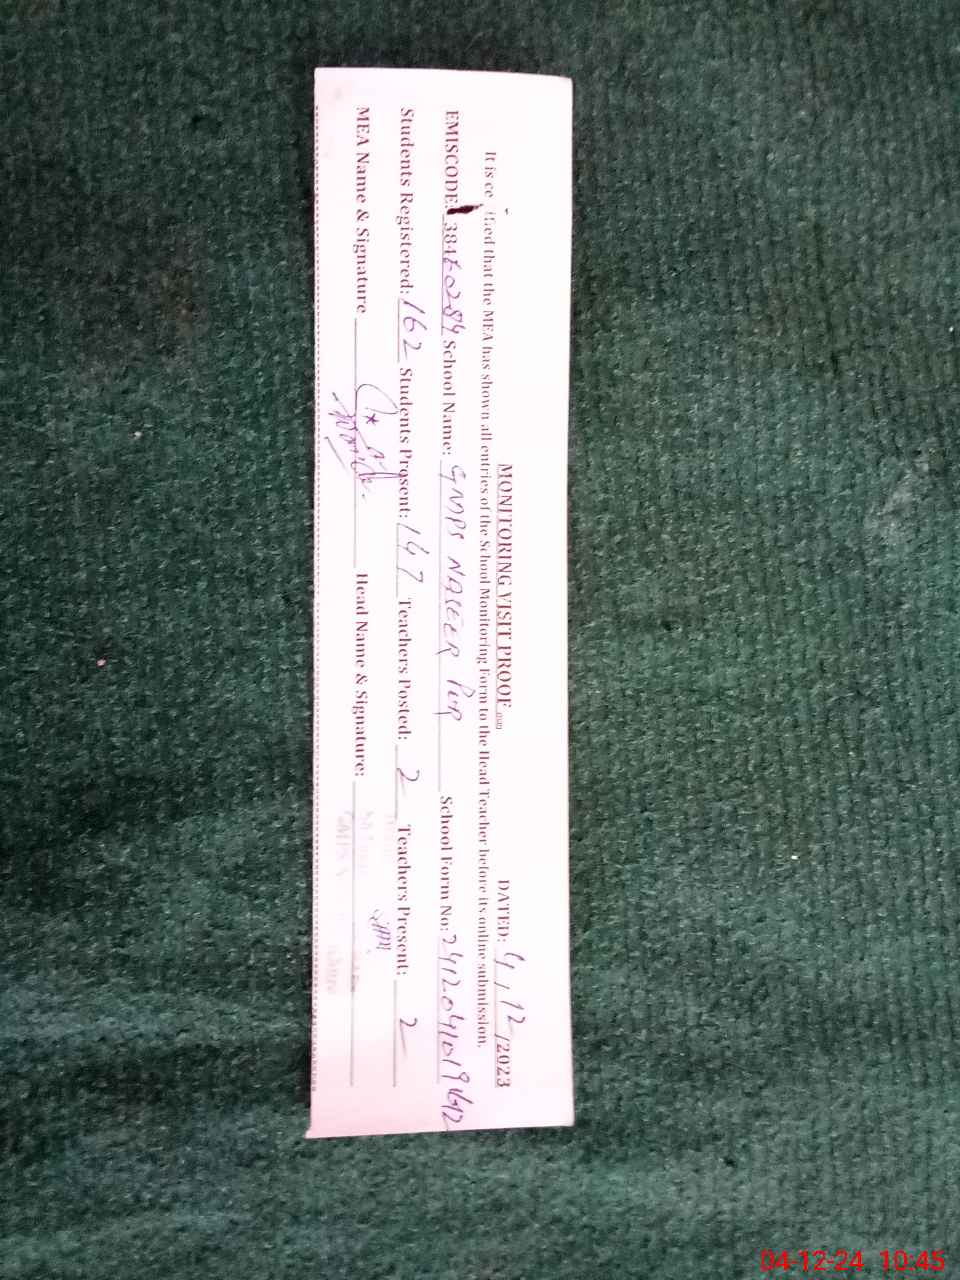 MONITORING VISIT PROOF DATED: 4, 12 /2023
It is ce tified that the MEA has shown all entries of the School Monitoring Form to the Head Teacher before its online submission.
EMISCODE: School Name: GMPS NASEER PUR School Form No:
Students Registered: 162 Students Present: 147 Teachers Posted: 2 Teachers Present: 2
MEA Name & Signature Head Name & Signature:
04-12-24 10:45